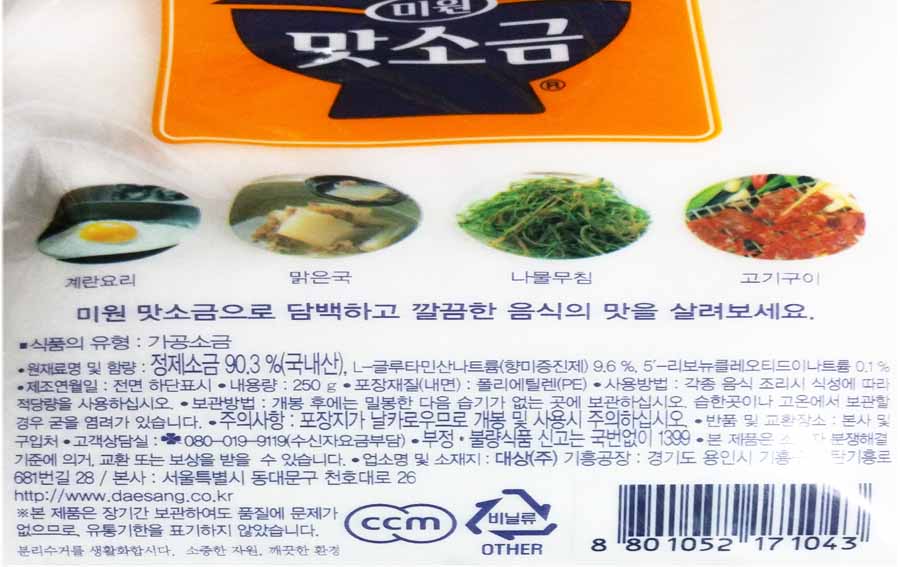 미원
맛소금
®
계란요리 맑은국 나물무침 고기구이
미원 맛소금으로 담백하고 깔끔한 음식의 맛을 살려보세요.
■식품의 유형 : 가공소금
•원재료명 및 함량 : 정제소금 90.3 %(국내산), L-글루타민산나트륨(향미증진제) 9.6 %, 5'-리보뉴클레오티드이나트륨 0.1%
•제조연월일 : 전면 하단표시 •내용량 : 250 g •포장재질(내면) : 폴리에틸렌(PE) •사용방법 : 각종 음식 조리시 식성에 따라
적당량을 사용하십시오. •보관방법 : 개봉 후에는 밀봉한 다음 습기가 없는 곳에 보관하십시오. 습한곳이나 고온에서 보관할
경우 굳을 염려가 있습니다. •주의사항 : 포장지가 날카로우므로 개봉 및 사용시 주의하십시오. •반품 및 교환장소 : 본사 및
구입처 •고객상담실 : 080-019-9119(수신자요금부담) •부정·불량식품 신고는 국번없이 1399 •본 제품은 분쟁해결
기준에 의거, 교환 또는 보상을 받을 수 있습니다. •업소명 및 소재지 : 대상(주) 기흥공장 : 경기도 용인시
681번길 28 / 본사 : 서울특별시 동대문구 천호대로 26
http://www.daesang.co.kr
※본 제품은 장기간 보관하여도 품질에 문제가
없으므로, 유통기한을 표기하지 않았습니다.
분리수거를 생활화합시다. 소중한 자원, 깨끗한 환경
ccm
비닐류
OTHER
8 801052 171043